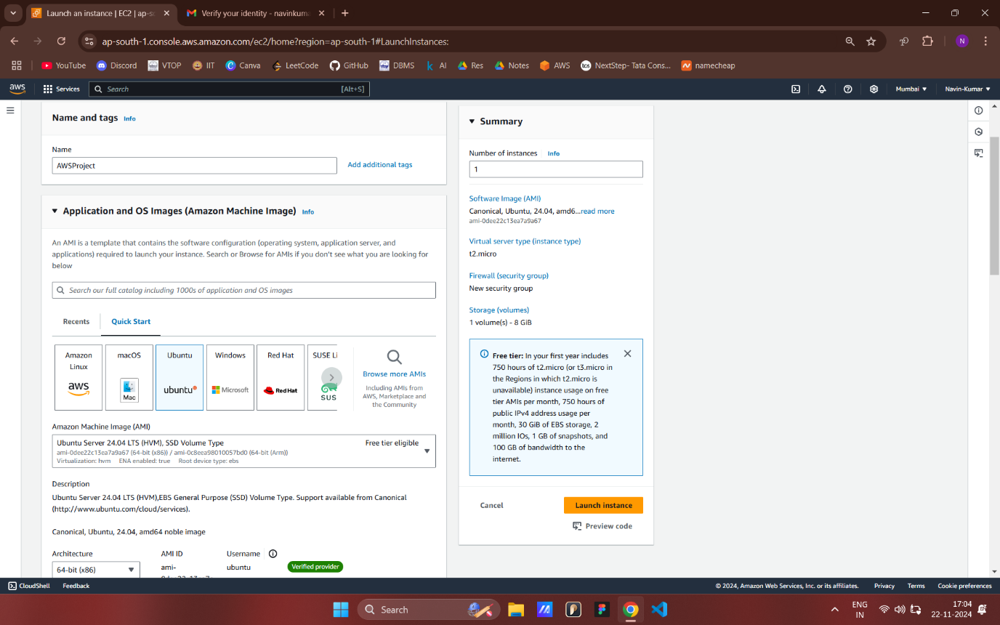 Launch an instance | EC2 | ap-so
Verify your identity - navinkuma
ap-south-1.console.aws.amazon.com/ec2/home?region=ap-south-1#LaunchInstances:
N
YouTube
Discord
VTOP
IIT
Canva
LeetCode
GitHub
DBMS
AI
Res
Notes
AWS
NextStep- Tata Cons...
namecheap
aws
Services
Search
[Alt+S]
Mumbai
Navin-Kumar
Name and tags Info
Name
AWSProject
Add additional tags
Application and OS Images (Amazon Machine Image) Info
An AMI is a template that contains the software configuration (operating system, application server, and
applications) required to launch your instance. Search or Browse for AMIs if you don't see what you are looking for
below
Search our full catalog including 1000s of application and OS images
Recents
Quick Start
Amazon
Linux
aws
macOS
Mac
Ubuntu
ubuntu
Windows
Microsoft
Red Hat
Red Hat
SUSE Li
SUS
Browse more AMIs
Including AMIs from
AWS, Marketplace and
the Community
Amazon Machine Image (AMI)
Ubuntu Server 24.04 LTS (HVM), SSD Volume Type
Free tier eligible
ami-0dee22c13ea7a9a67 (64-bit (x86)) / ami-0c8eea98010057bd0 (64-bit (Arm))
Virtualization: hvm ENA enabled: true Root device type: ebs
Description
Ubuntu Server 24.04 LTS (HVM),EBS General Purpose (SSD) Volume Type. Support available from Canonical
(http://www.ubuntu.com/cloud/services).
Canonical, Ubuntu, 24.04, amd64 noble image
Architecture
64-bit (x86)
AMI ID
ami-
Username
ubuntu
Verified provider
Summary
Number of instances Info
1
Software Image (AMI)
Canonical, Ubuntu, 24.04, amd6...read more
ami-0dee22c13ea7a9a67
Virtual server type (instance type)
t2.micro
Firewall (security group)
New security group
Storage (volumes)
1 volume(s) - 8 GiB
Free tier: In your first year includes
750 hours of t2.micro (or t3.micro in
the Regions in which t2.micro is
unavailable) instance usage on free
tier AMIs per month, 750 hours of
public IPv4 address usage per
month, 30 GiB of EBS storage, 2
million IOs, 1 GB of snapshots, and
100 GB of bandwidth to the
internet.
Cancel
Launch instance
Preview code
CloudShell
Feedback
© 2024, Amazon Web Services, Inc. or its affiliates.
Privacy
Terms
Cookie preferences
Search
ENG
IN
17:04
22-11-2024